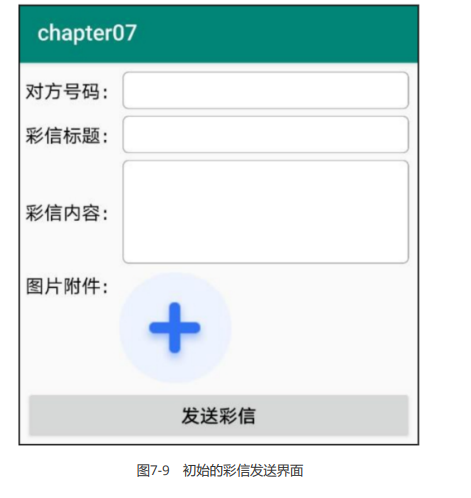 chapter07
对方号码：
彩信标题：
彩信内容：
图片附件：
发送彩信
图7-9 初始的彩信发送界面